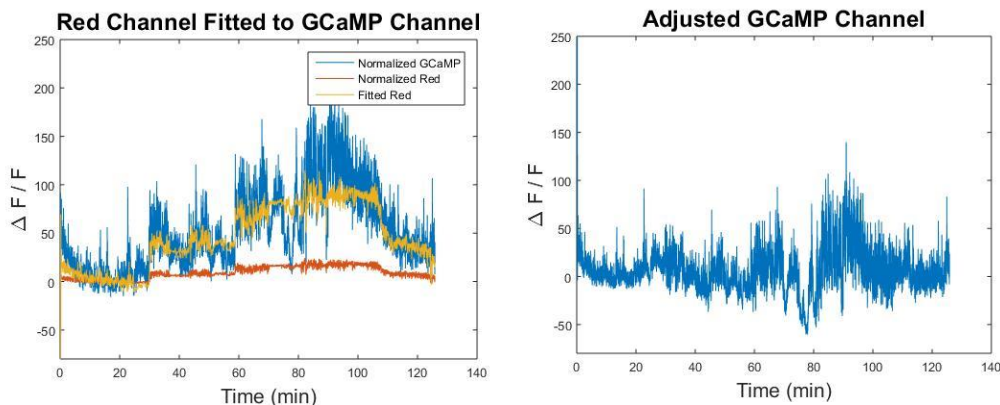 Red Channel Fitted to GCaMP Channel
250
200
150
100
50
0
-50
Δ F / F
0 20 40 60 80 100 120 140
Time (min)
Normalized GCaMP
Normalized Red
Fitted Red
Adjusted GCaMP Channel
250
200
150
100
50
0
-50
Δ F / F
0 20 40 60 80 100 120 140
Time (min)